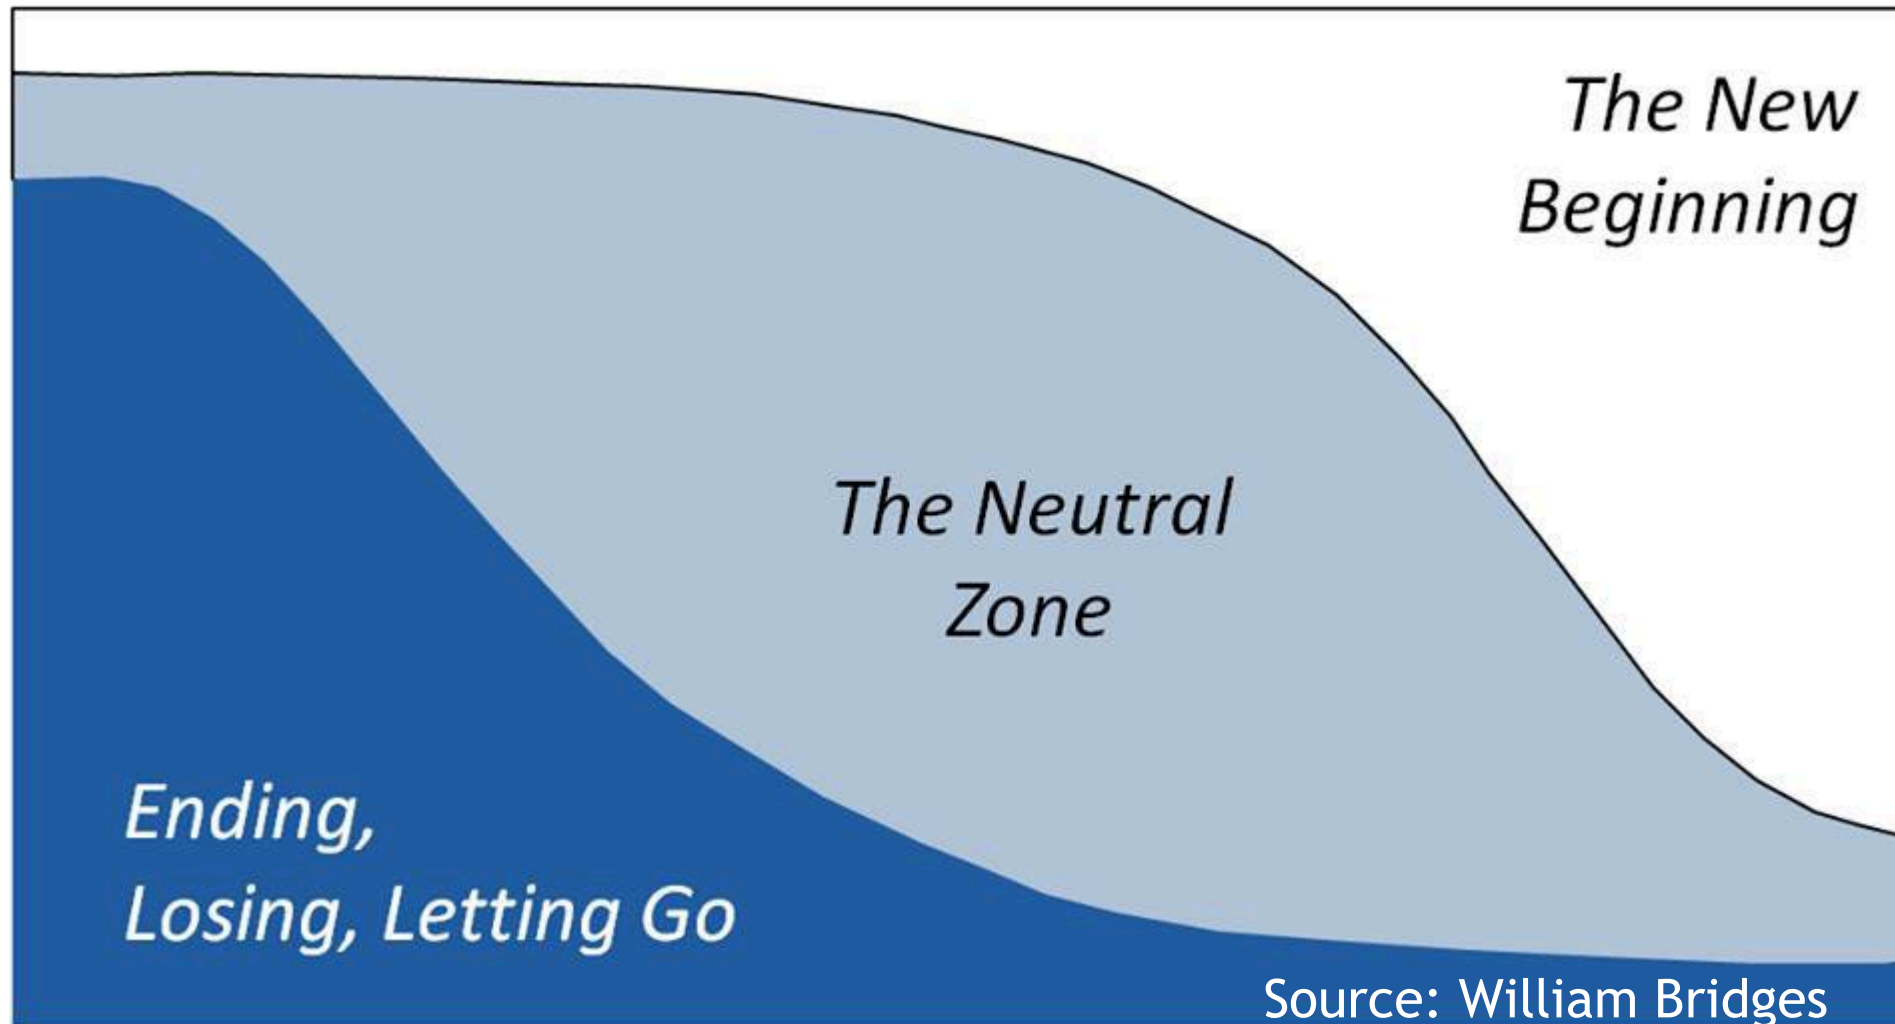 The New
Beginning
The Neutral
Zone
Ending,
Losing, Letting Go
Source: William Bridges